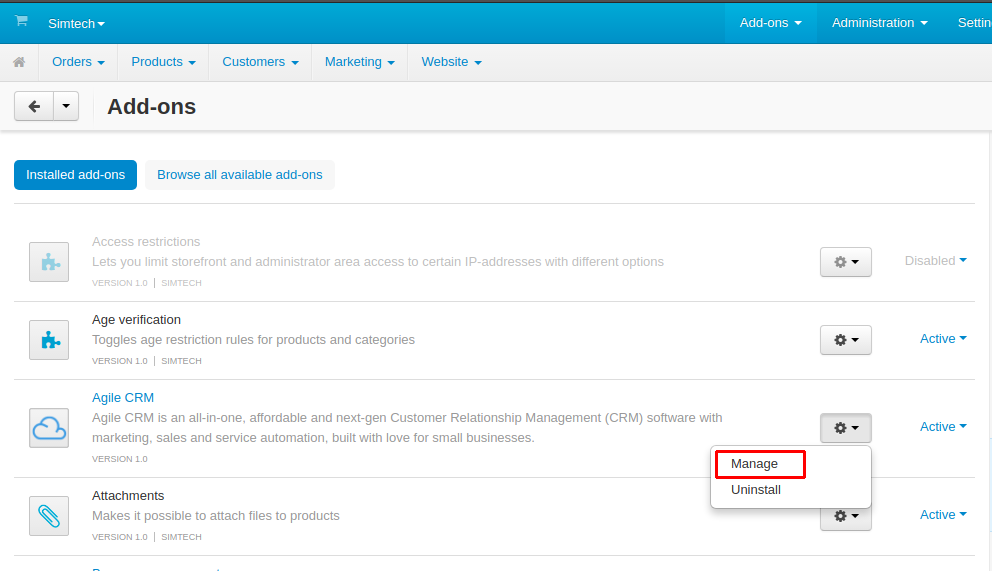 Simtech
Add-ons
Administration
Settin
Orders
Products
Customers
Marketing
Website
Add-ons
Installed add-ons
Browse all available add-ons
Access restrictions
Lets you limit storefront and administrator area access to certain IP-addresses with different options
VERSION 1.0 | SIMTECH
Disabled
Age verification
Toggles age restriction rules for products and categories
VERSION 1.0 | SIMTECH
Active
Agile CRM
Agile CRM is an all-in-one, affordable and next-gen Customer Relationship Management (CRM) software with
marketing, sales and service automation, built with love for small businesses.
VERSION 1.0
Active
Manage
Uninstall
Attachments
Makes it possible to attach files to products
VERSION 1.0 | SIMTECH
Active